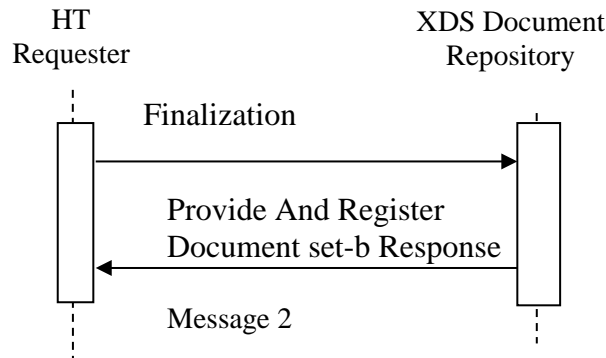 HT
Requester
XDS Document
Repository
Finalization
Provide And Register
Document set-b Response
Message 2